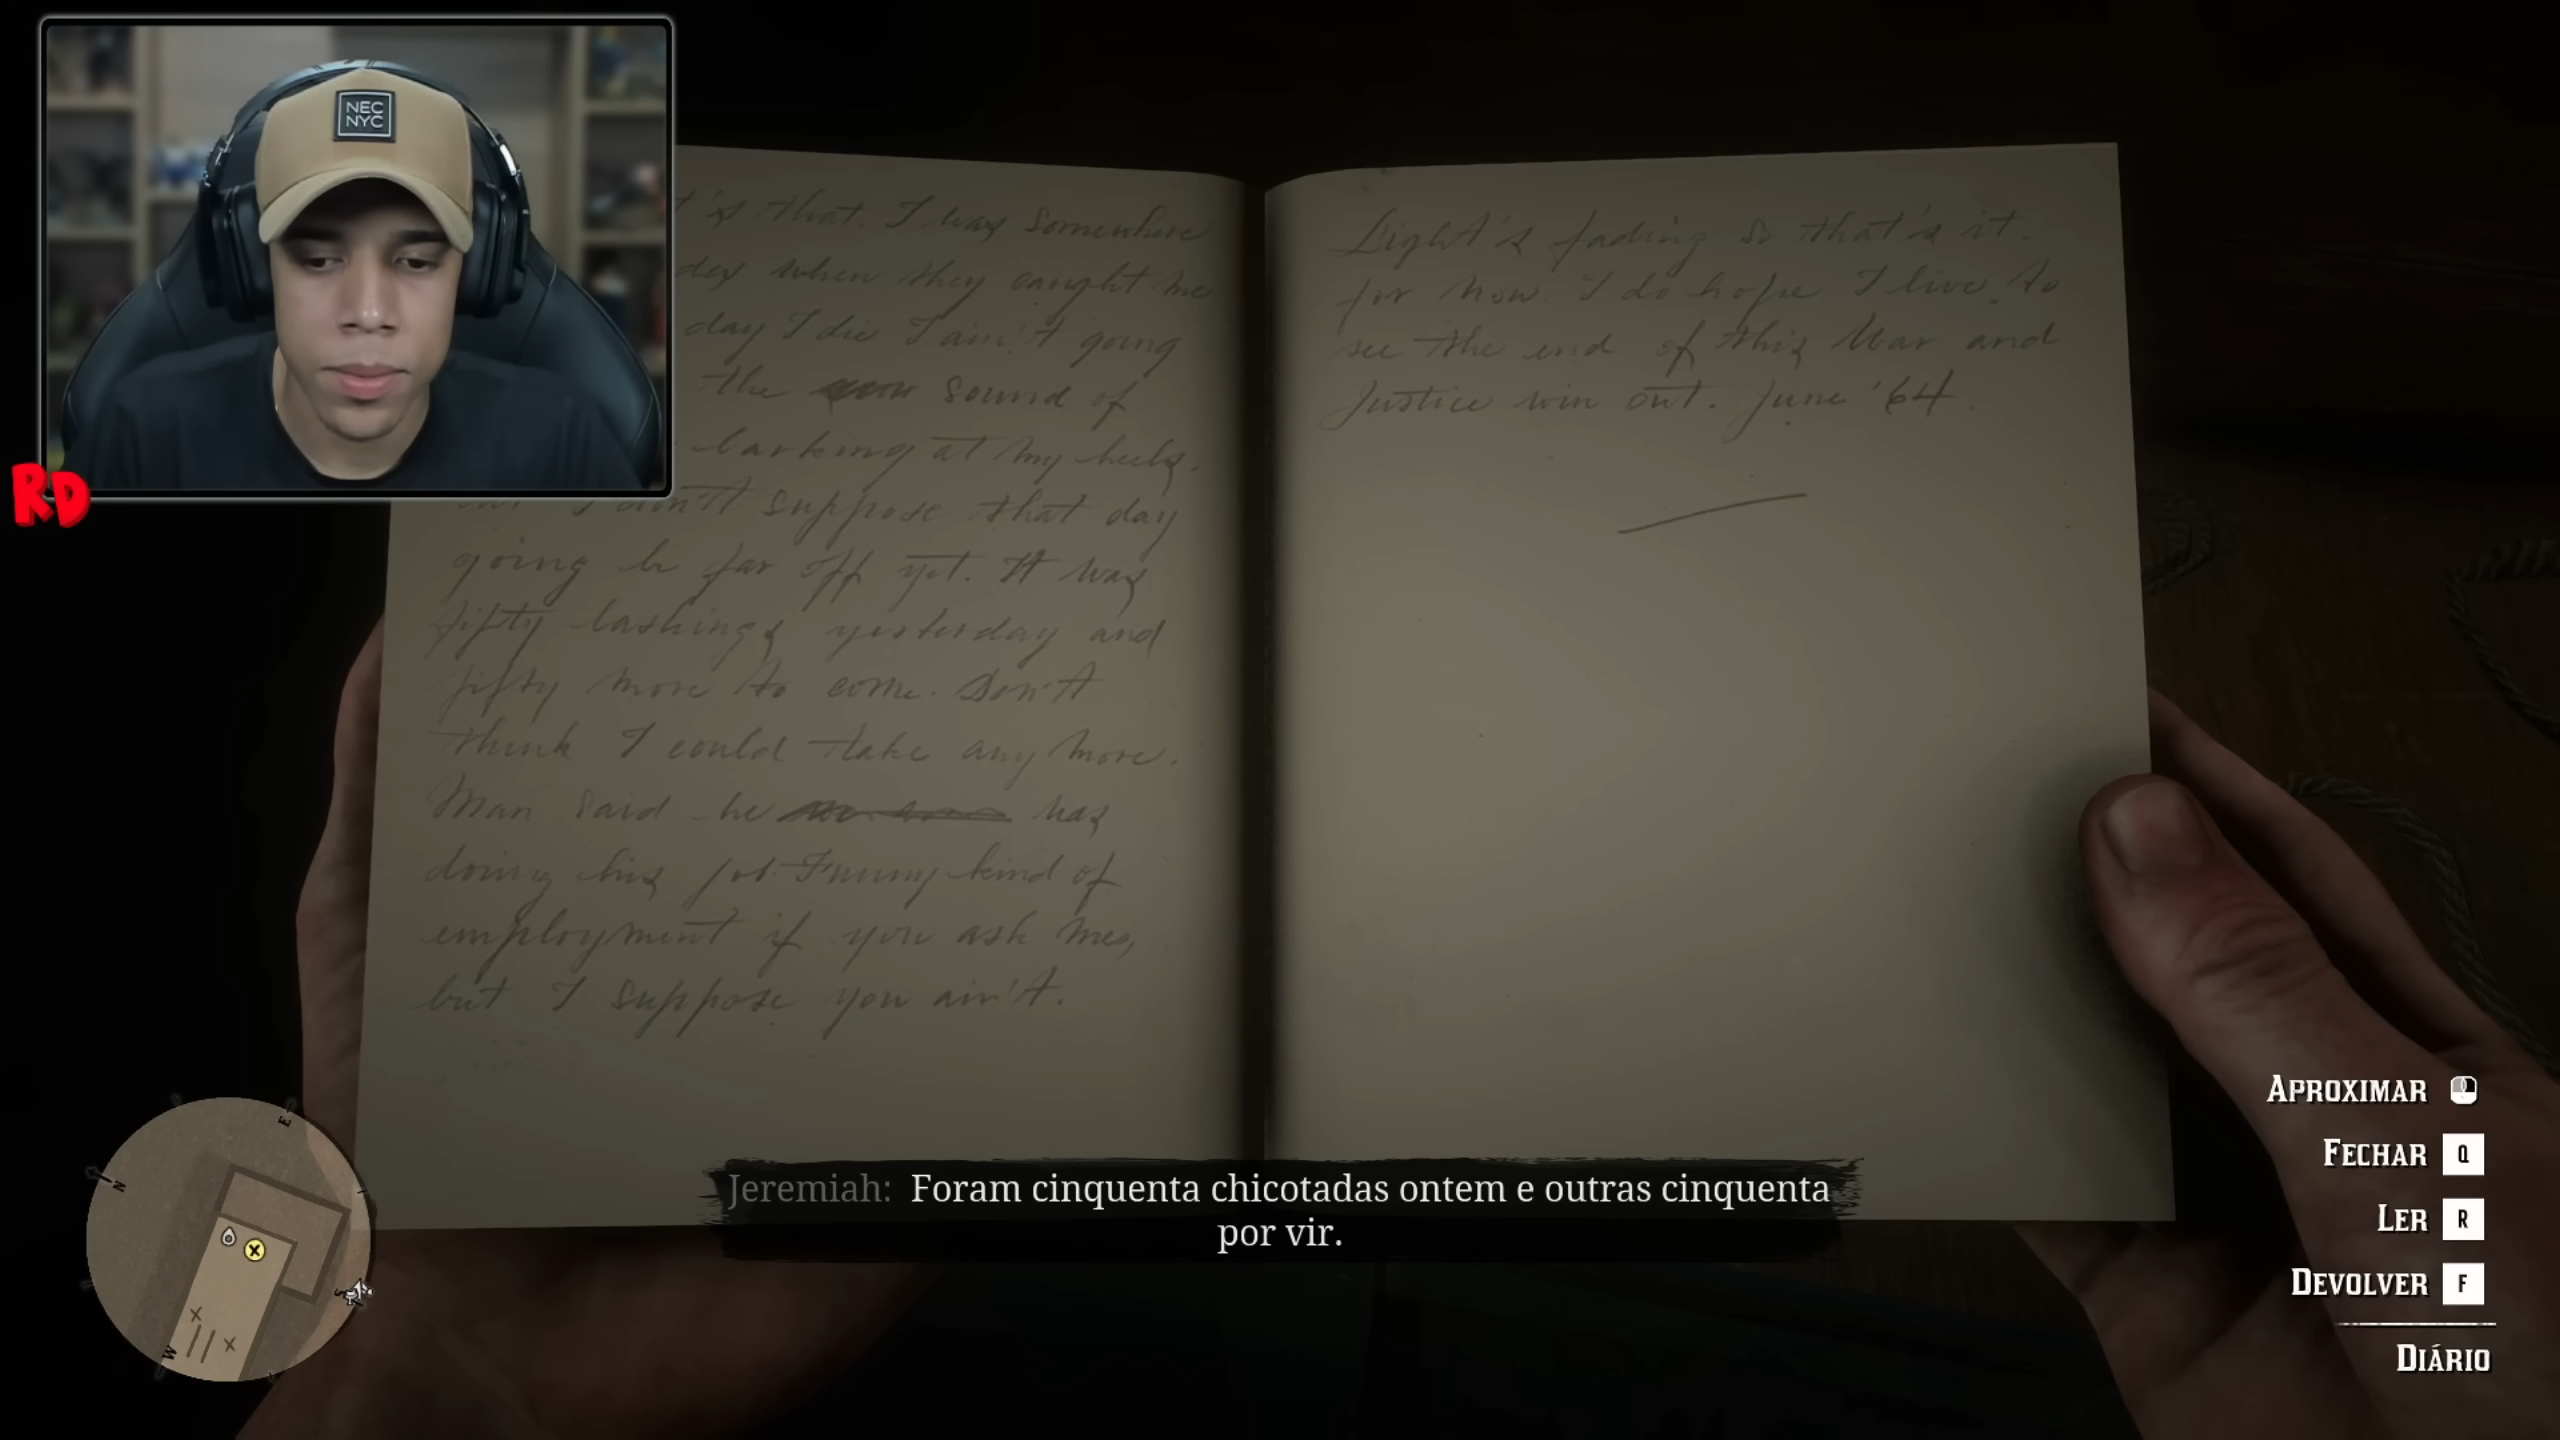 NEC
NYC
RD
t's that. I was somewhere
when they caught me
day I die I ain't going
the sound of
barking at my heels.
I don't suppose that day
going be far off yet. It was
fifty lashings yesterday and
fifty more to come. Don't
think I could take any more.
Man said he was
doing his job. Funny kind of
employment if you ask me,
but I suppose you ain't.
Light's fading so that's it
for now. I do hope I live to
see the end of this War and
Justice win out. June '64
Jeremiah: Foram cinquenta chicotadas ontem e outras cinquenta
por vir.
N
E
S
W
APROXIMAR
FECHAR Q
LER R
DEVOLVER F
DIÁRIO